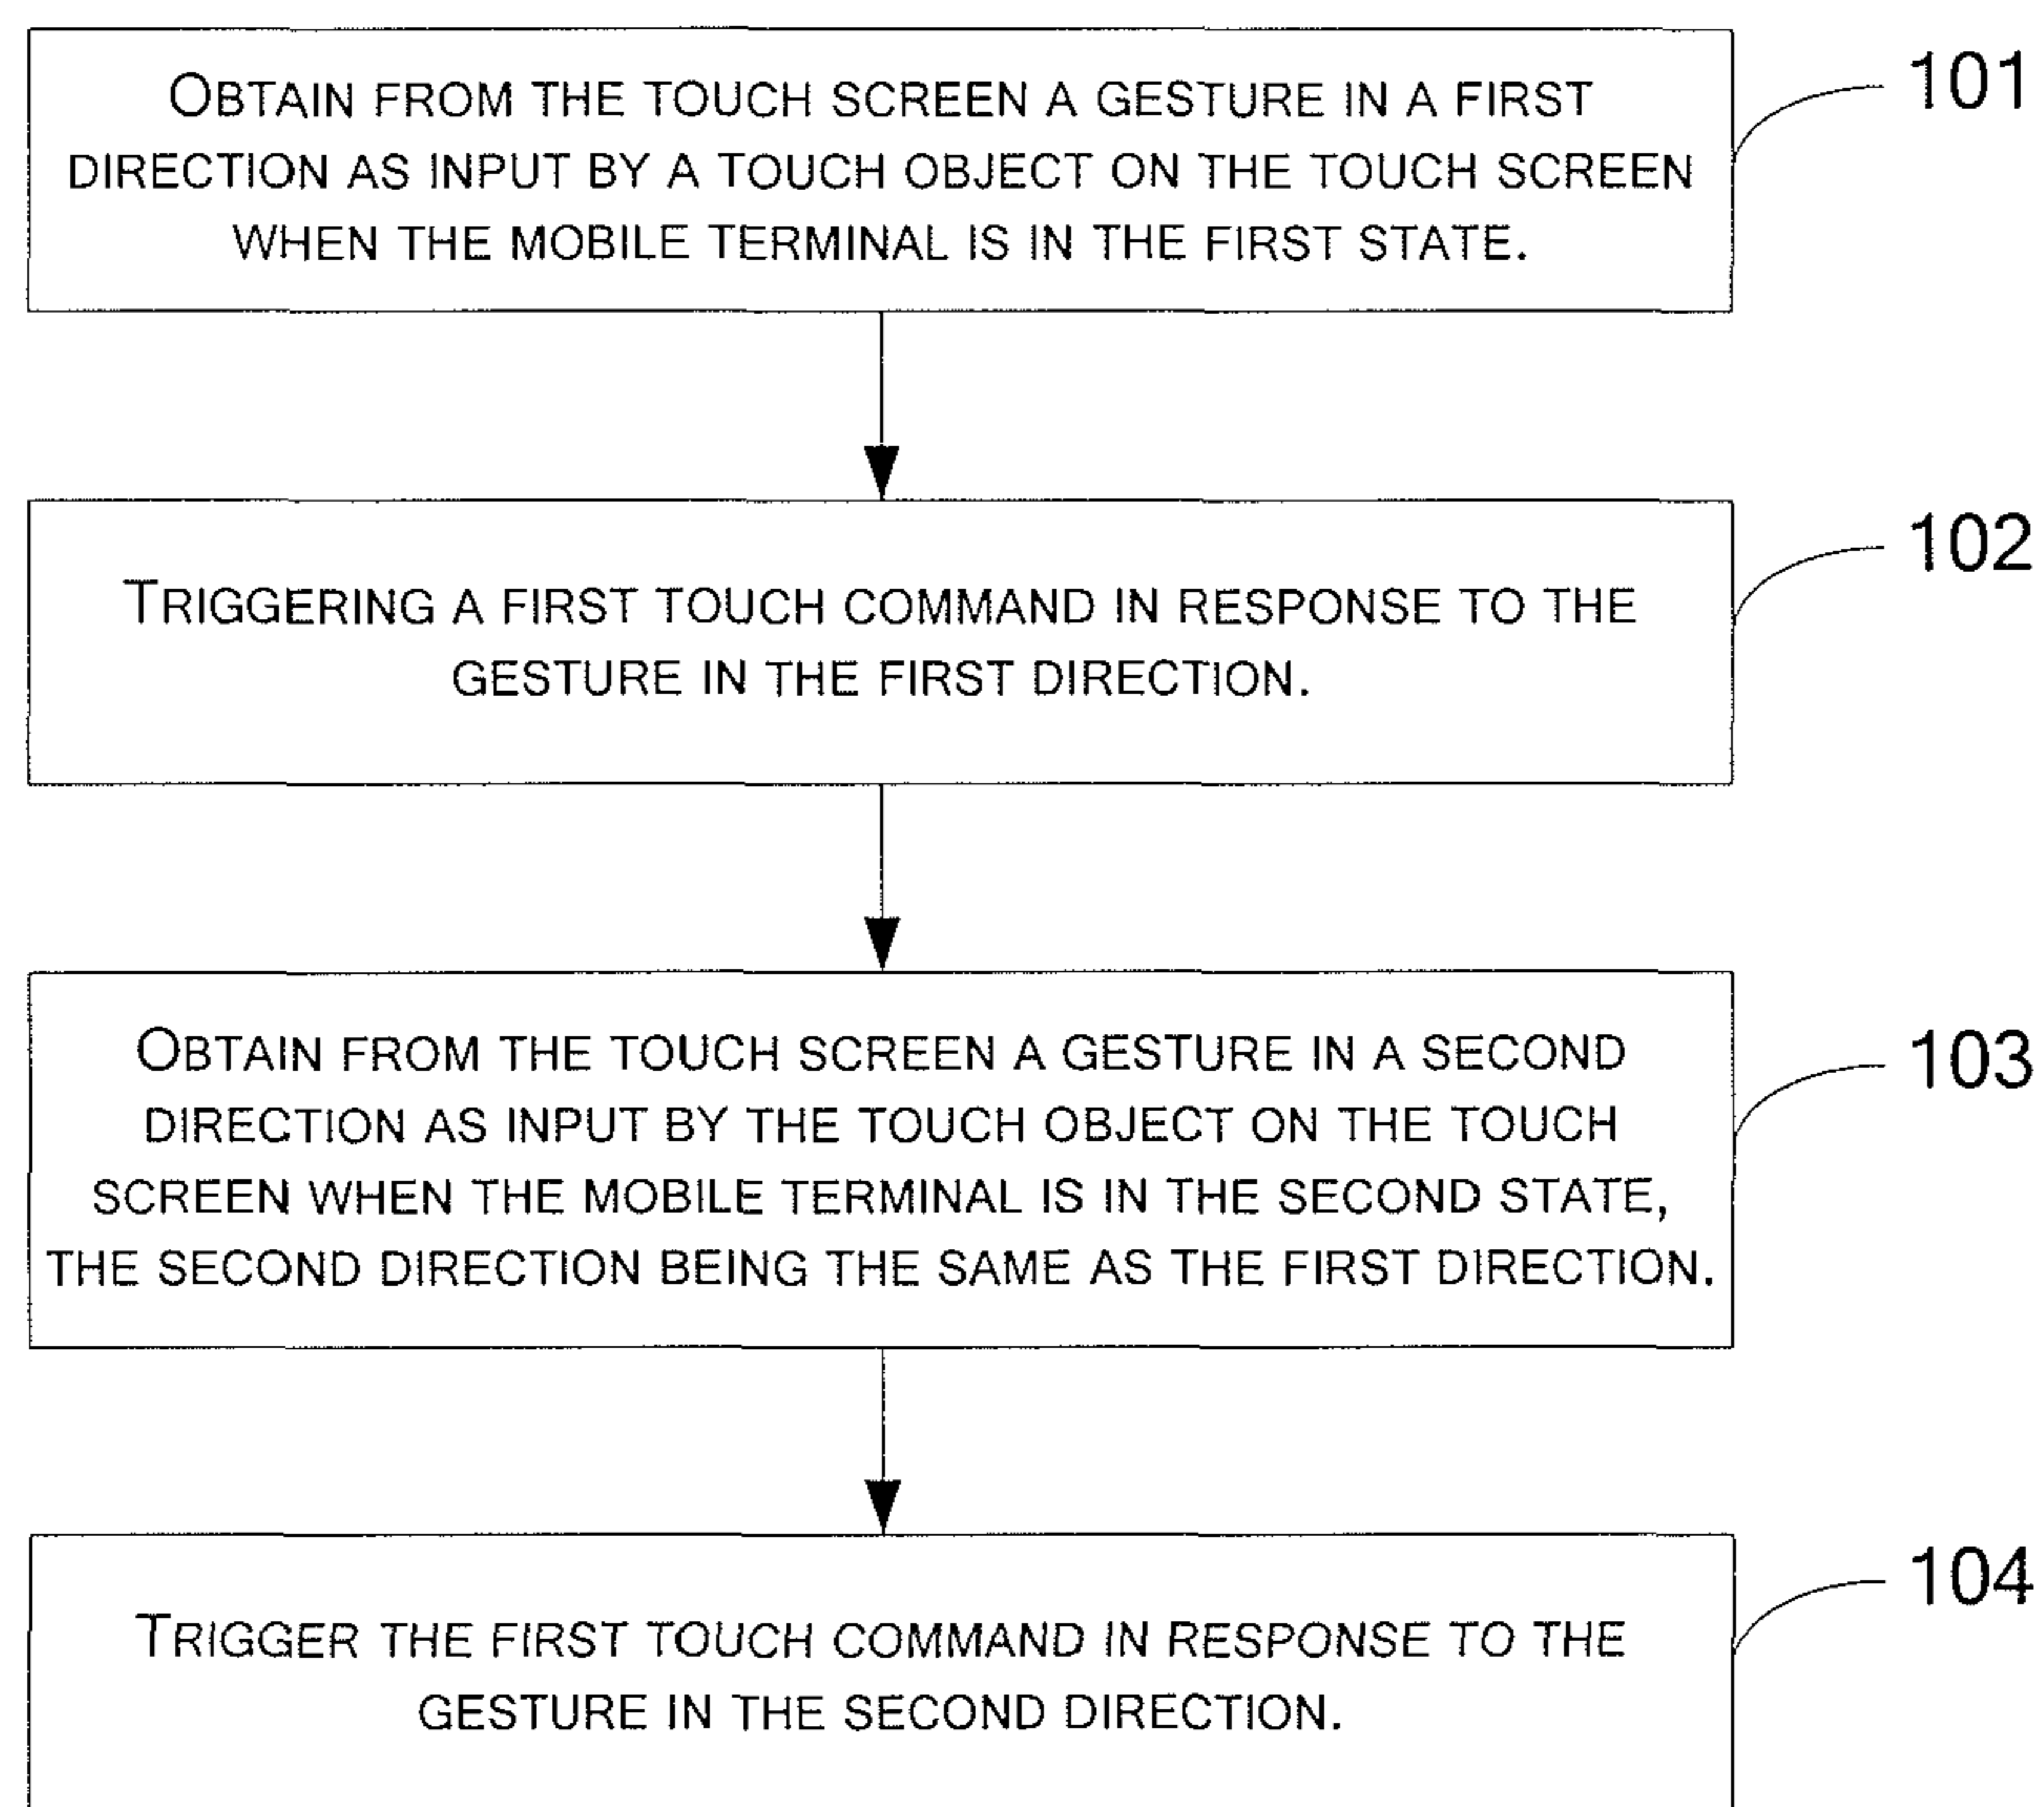 OBTAIN FROM THE TOUCH SCREEN A GESTURE IN A FIRST
DIRECTION AS INPUT BY A TOUCH OBJECT ON THE TOUCH SCREEN
WHEN THE MOBILE TERMINAL IS IN THE FIRST STATE.
101
TRIGGERING A FIRST TOUCH COMMAND IN RESPONSE TO THE
GESTURE IN THE FIRST DIRECTION.
102
OBTAIN FROM THE TOUCH SCREEN A GESTURE IN A SECOND
DIRECTION AS INPUT BY THE TOUCH OBJECT ON THE TOUCH
SCREEN WHEN THE MOBILE TERMINAL IS IN THE SECOND STATE,
THE SECOND DIRECTION BEING THE SAME AS THE FIRST DIRECTION.
103
TRIGGER THE FIRST TOUCH COMMAND IN RESPONSE TO THE
GESTURE IN THE SECOND DIRECTION.
104